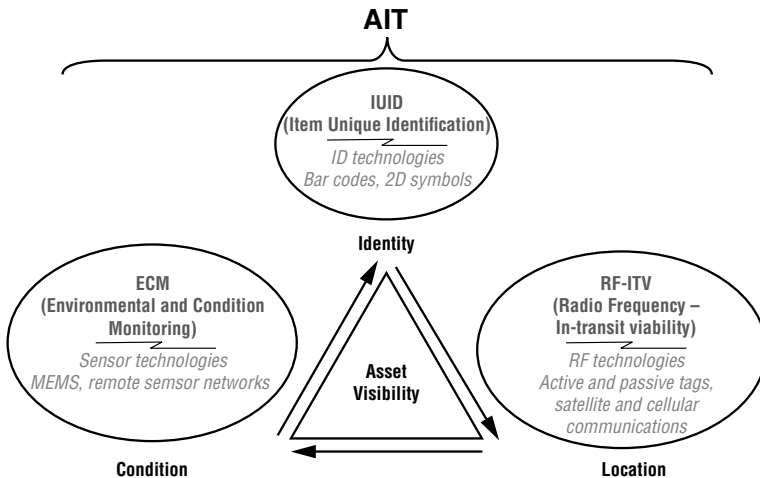 AIT
IUID
(Item Unique Identification)
ID technologies
Bar codes, 2D symbols
Identity
ECM
(Environmental and Condition
Monitoring)
Sensor technologies
MEMS, remote semsor networks
RF-ITV
(Radio Frequency –
In-transit viability)
RF technologies
Active and passive tags,
satellite and cellular
communications
Asset
Visibility
Condition
Location